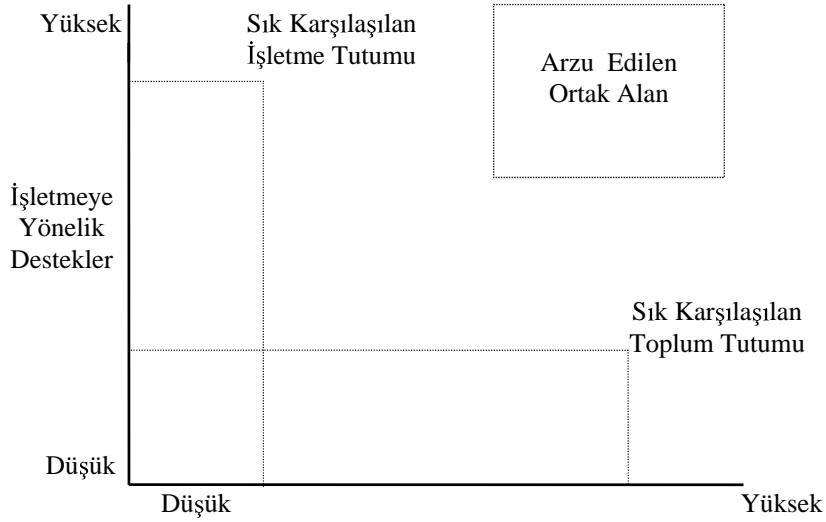 Yüksek
Sık Karşılaşılan
İşletme Tutumu
Arzu Edilen
Ortak Alan
İşletmeye
Yönelik
Destekler
Sık Karşılaşılan
Toplum Tutumu
Düşük
Düşük
Yüksek